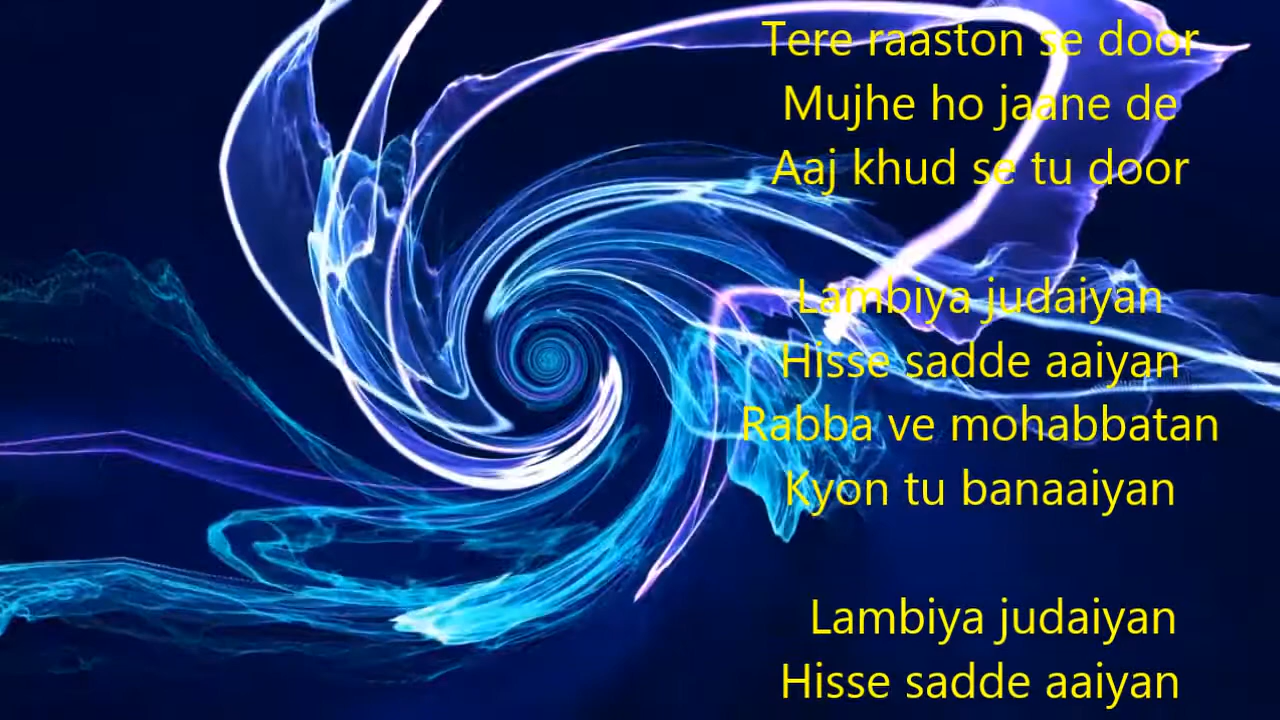 Tere raaston se door
Mujhe ho jaane de
Aaj khud se tu door
Lambiya judaiyan
Hisse sadde aaiyan
Rabba ve mohabbatan
Kyon tu banaaiyan
Lambiya judaiyan
Hisse sadde aaiyan